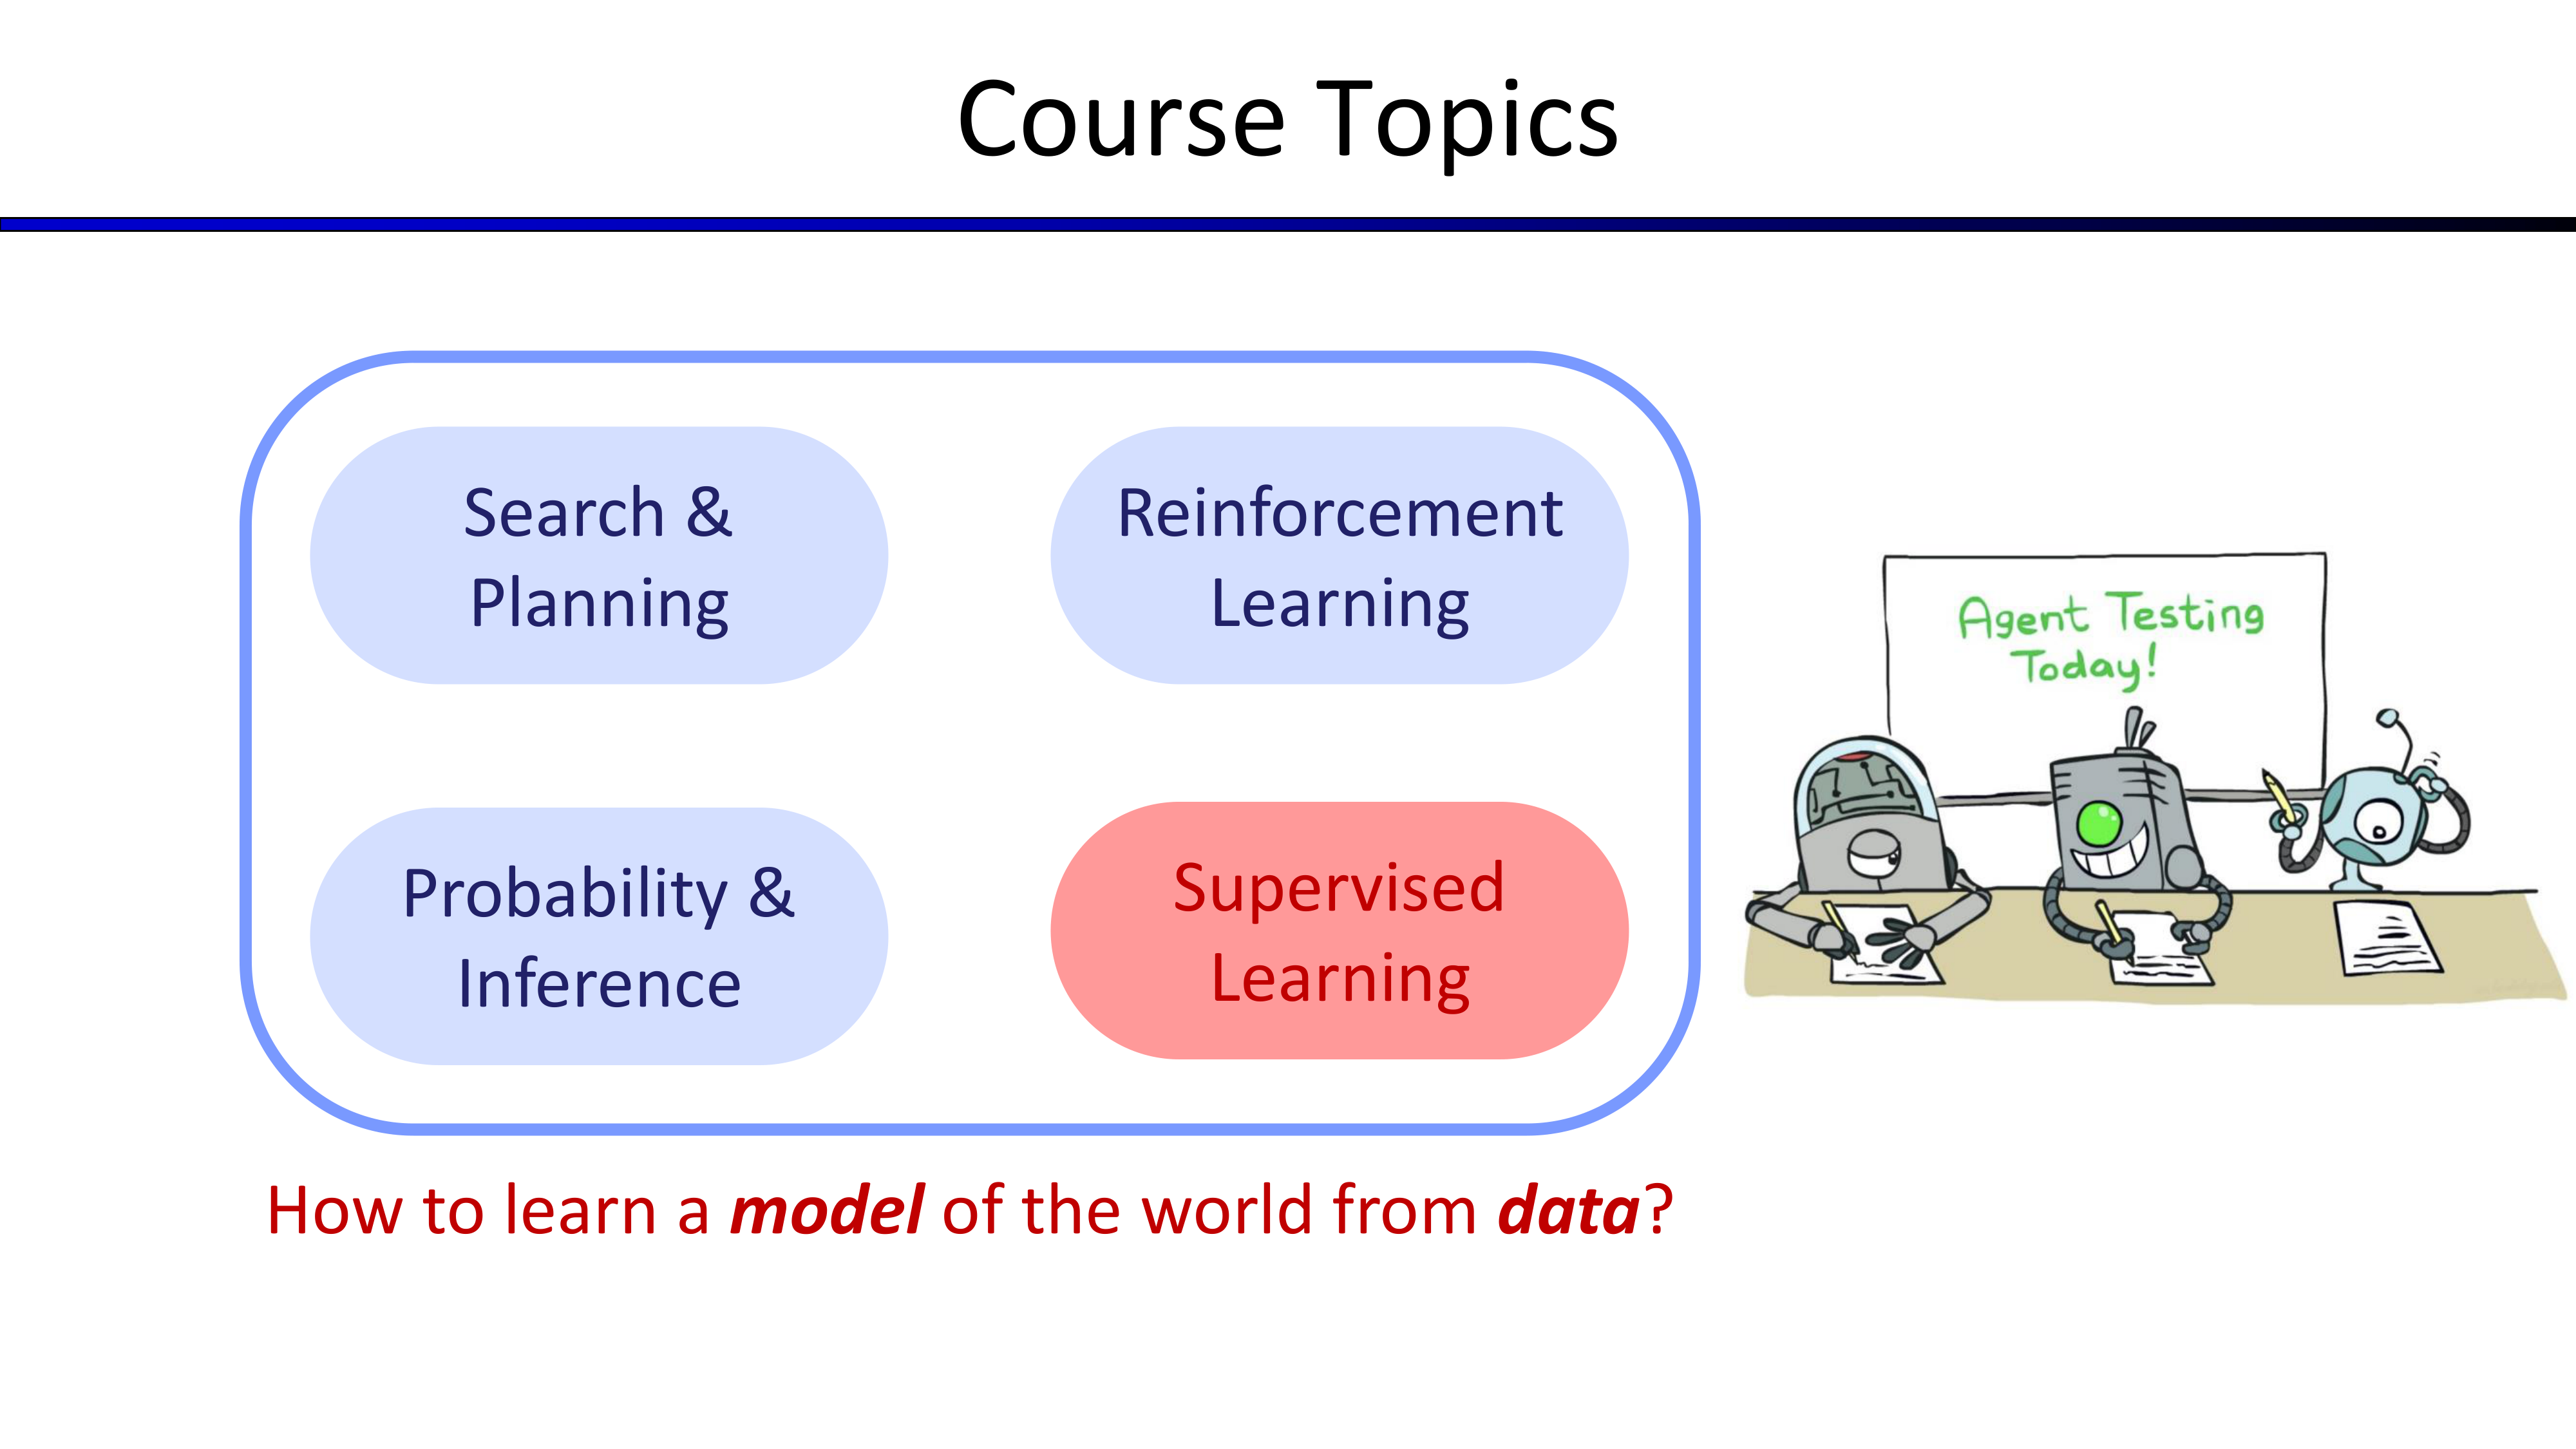 Course Topics
Search &
Planning
Reinforcement
Learning
Probability &
Inference
Supervised
Learning
How to learn a model of the world from data?
Agent Testing
Today!